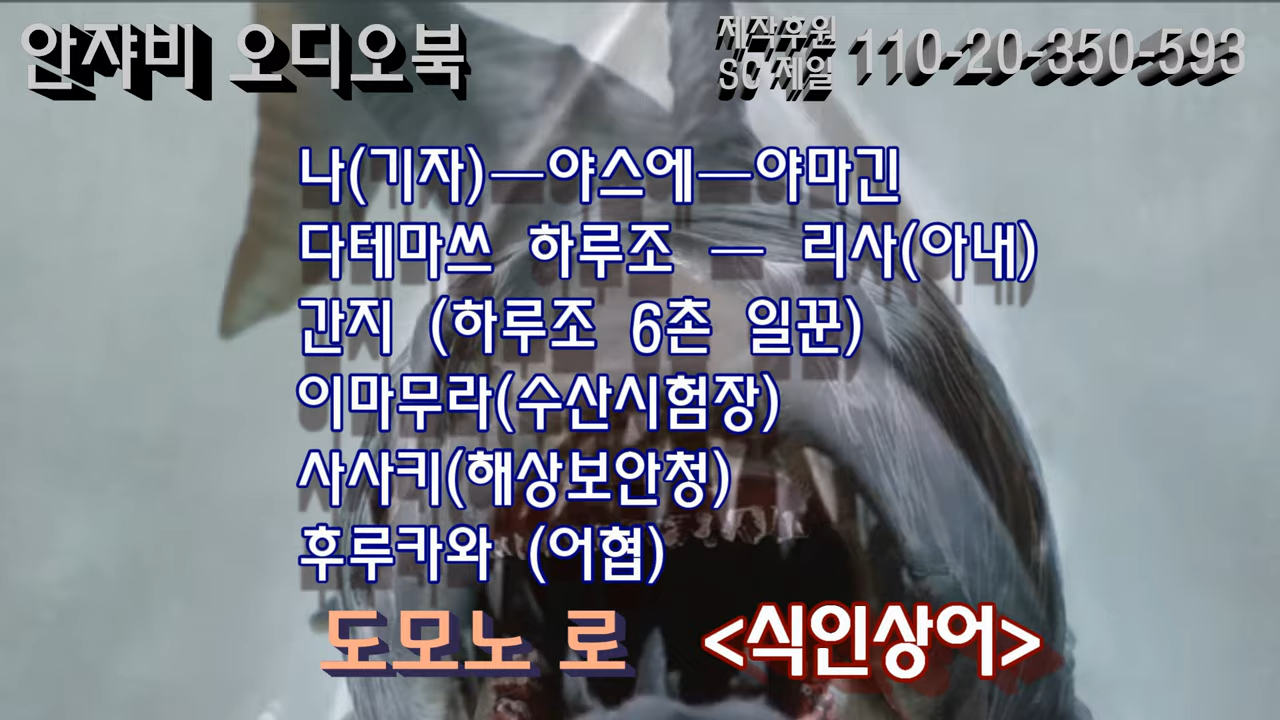 안쟈비 오디오북
제작후원
SC 제일
110-20-350-593
나(기자)—야스에—야마긴
다테마쓰 하루조 — 리사(아내)
간지 (하루조 6촌 일꾼)
이마무라(수산시험장)
사사키(해상보안청)
후루카와 (어협)
도모노 로 <식인상어>